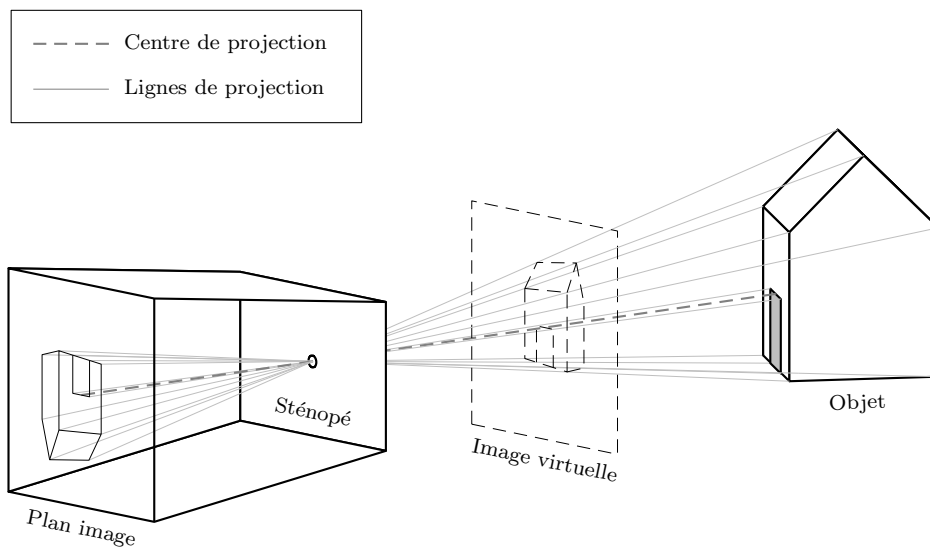 Centre de projection
Lignes de projection
Sténopé
Objet
Image virtuelle
Plan image